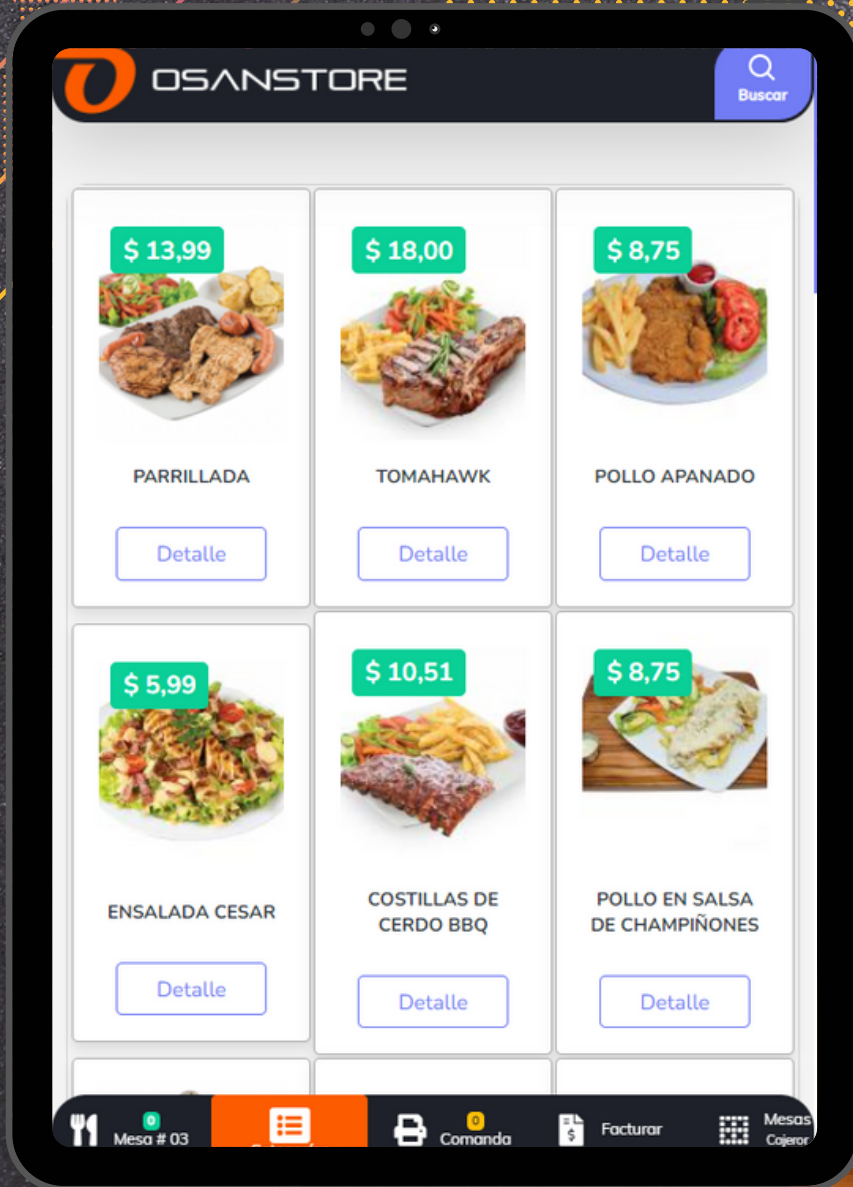 OSANSTORE
Buscar
$ 13,99
$ 18,00
$ 8,75
PARRILLADA
TOMAHAWK
POLLO APANADO
Detalle
Detalle
Detalle
$ 5,99
$ 10,51
$ 8,75
ENSALADA CESAR
COSTILLAS DE
CERDO BBQ
POLLO EN SALSA
DE CHAMPIÑONES
Detalle
Detalle
Detalle
0
Mesa # 03
0
Comanda
$
Facturar
Mesas
Cajeror